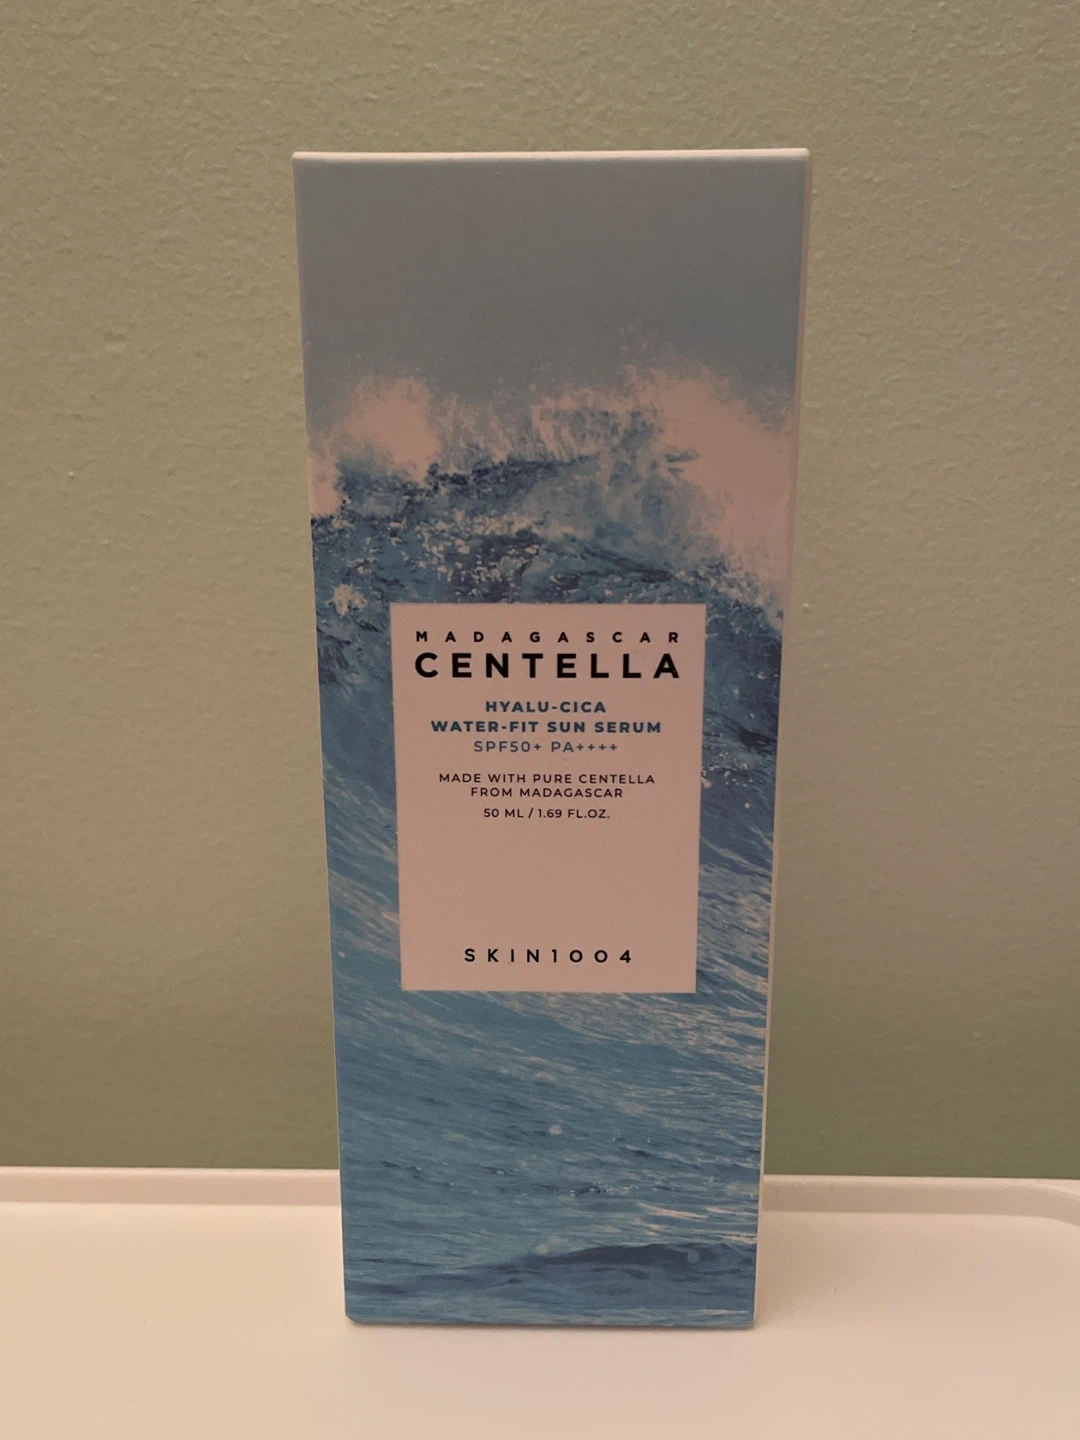 MADAGASCAR
CENTELLA
HYALU-CICA
WATER-FIT SUN SERUM
SPF50+ PA++++
MADE WITH PURE CENTELLA
FROM MADAGASCAR
50 ML / 1.69 FL.OZ.
SKIN1004